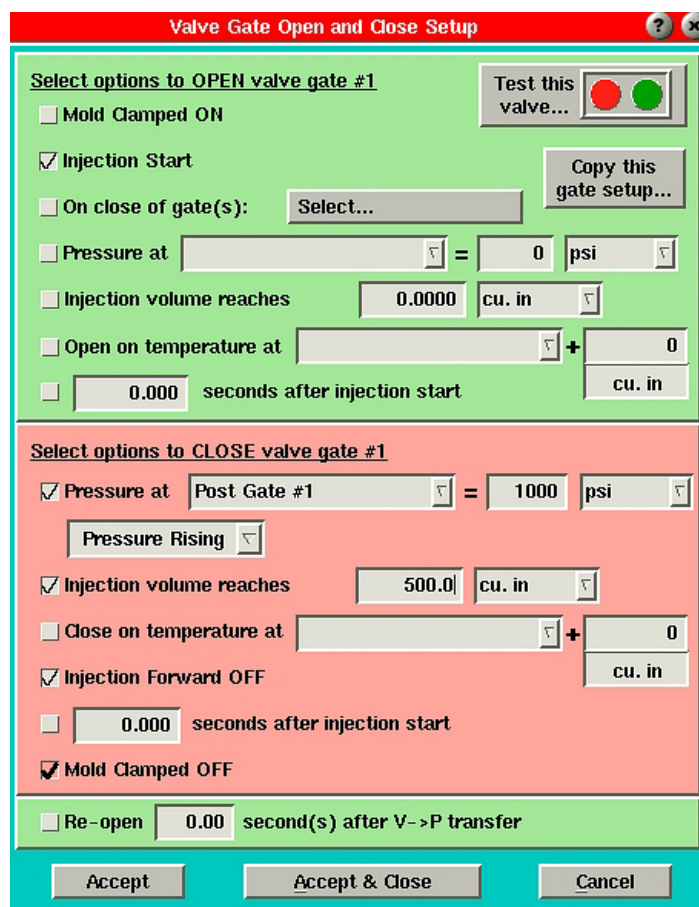 Valve Gate Open and Close Setup ?
Select options to OPEN valve gate #1
Test this
valve...
Mold Clamped ON
Injection Start
Copy this
gate setup...
On close of gate(s): Select...
Pressure at = 0 psi
Injection volume reaches 0.0000 cu. in
Open on temperature at + 0
cu. in
0.000 seconds after injection start
Select options to CLOSE valve gate #1
Pressure at Post Gate #1 = 1000 psi
Pressure Rising
Injection volume reaches 500.0 cu. in
Close on temperature at + 0
cu. in
Injection Forward OFF
0.000 seconds after injection start
Mold Clamped OFF
Re-open 0.00 second(s) after V->P transfer
Accept Accept & Close Cancel